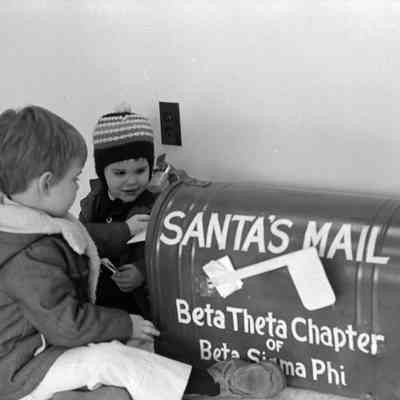 SANTA'S MAIL
Beta Theta Chapter
OF
Beta Sigma Phi